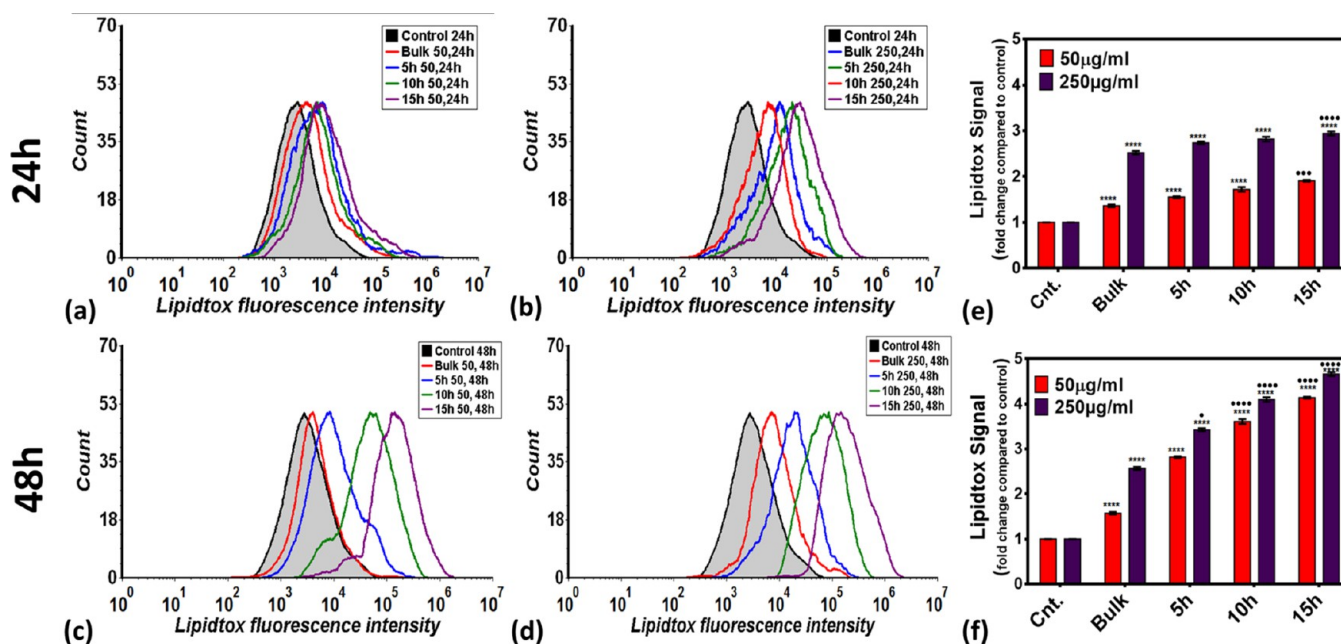 24h
70
53
35
18
0
Count
Control 24h
Bulk 50,24h
5h 50,24h
10h 50,24h
15h 50,24h
10^0 10^1 10^2 10^3 10^4 10^5 10^6 10^7
Lipidtox fluorescence intensity
(a)
70
53
35
18
0
Count
Control 24h
Bulk 250,24h
5h 250,24h
10h 250,24h
15h 250,24h
10^0 10^1 10^2 10^3 10^4 10^5 10^6 10^7
Lipidtox fluorescence intensity
(b)
Lipidtox Signal
(fold change compared to control)
5
4
3
2
1
0
50µg/ml
250µg/ml
**** **** **** **** **** **** ••• •••• ****
Cnt. Bulk 5h 10h 15h
(e)
48h
70
53
35
18
0
Count
Control 48h
Bulk 50, 48h
5h 50, 48h
10h 50, 48h
15h 50, 48h
10^0 10^1 10^2 10^3 10^4 10^5 10^6 10^7
Lipidtox fluorescence intensity
(c)
70
53
35
18
0
Count
Control 48h
Bulk 250, 48h
5h 250, 48h
10h 250, 48h
15h 250, 48h
10^0 10^1 10^2 10^3 10^4 10^5 10^6 10^7
Lipidtox fluorescence intensity
(d)
Lipidtox Signal
(fold change compared to control)
5
4
3
2
1
0
50µg/ml
250µg/ml
**** **** **** • **** •••• **** •••• **** •••• **** •••• ****
Cnt. Bulk 5h 10h 15h
(f)